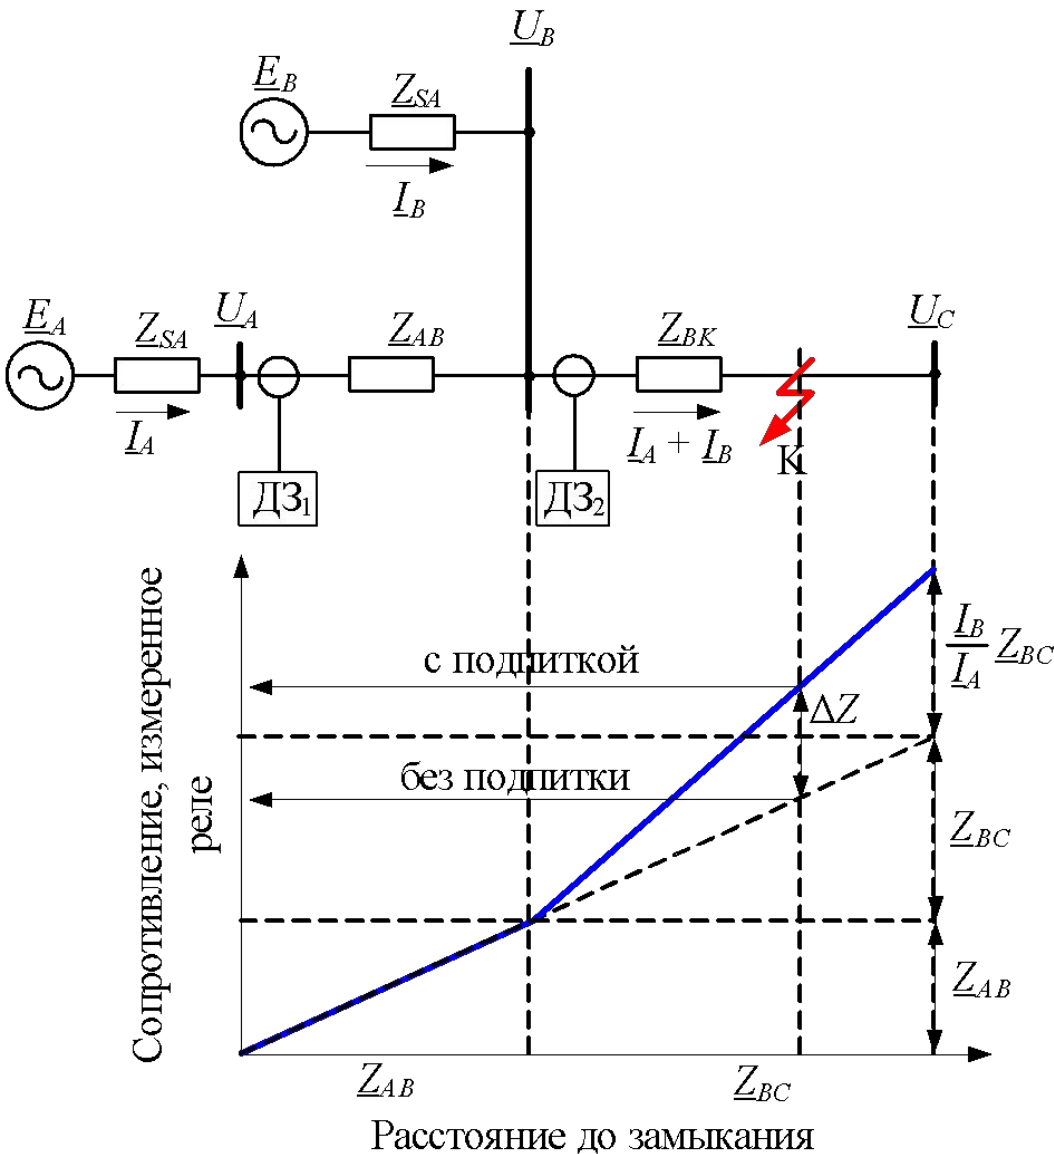 U_B
E_B
Z_SA
I_B
E_A
Z_SA
U_A
Z_AB
Z_BK
U_C
I_A
I_A + I_B
К
ДЗ₁
ДЗ₂
Сопротивление, измеренное
реле
с подпиткой
ΔZ
I_B
I_A
Z_BC
без подпитки
Z_BC
Z_AB
Z_AB
Z_BC
Расстояние до замыкания